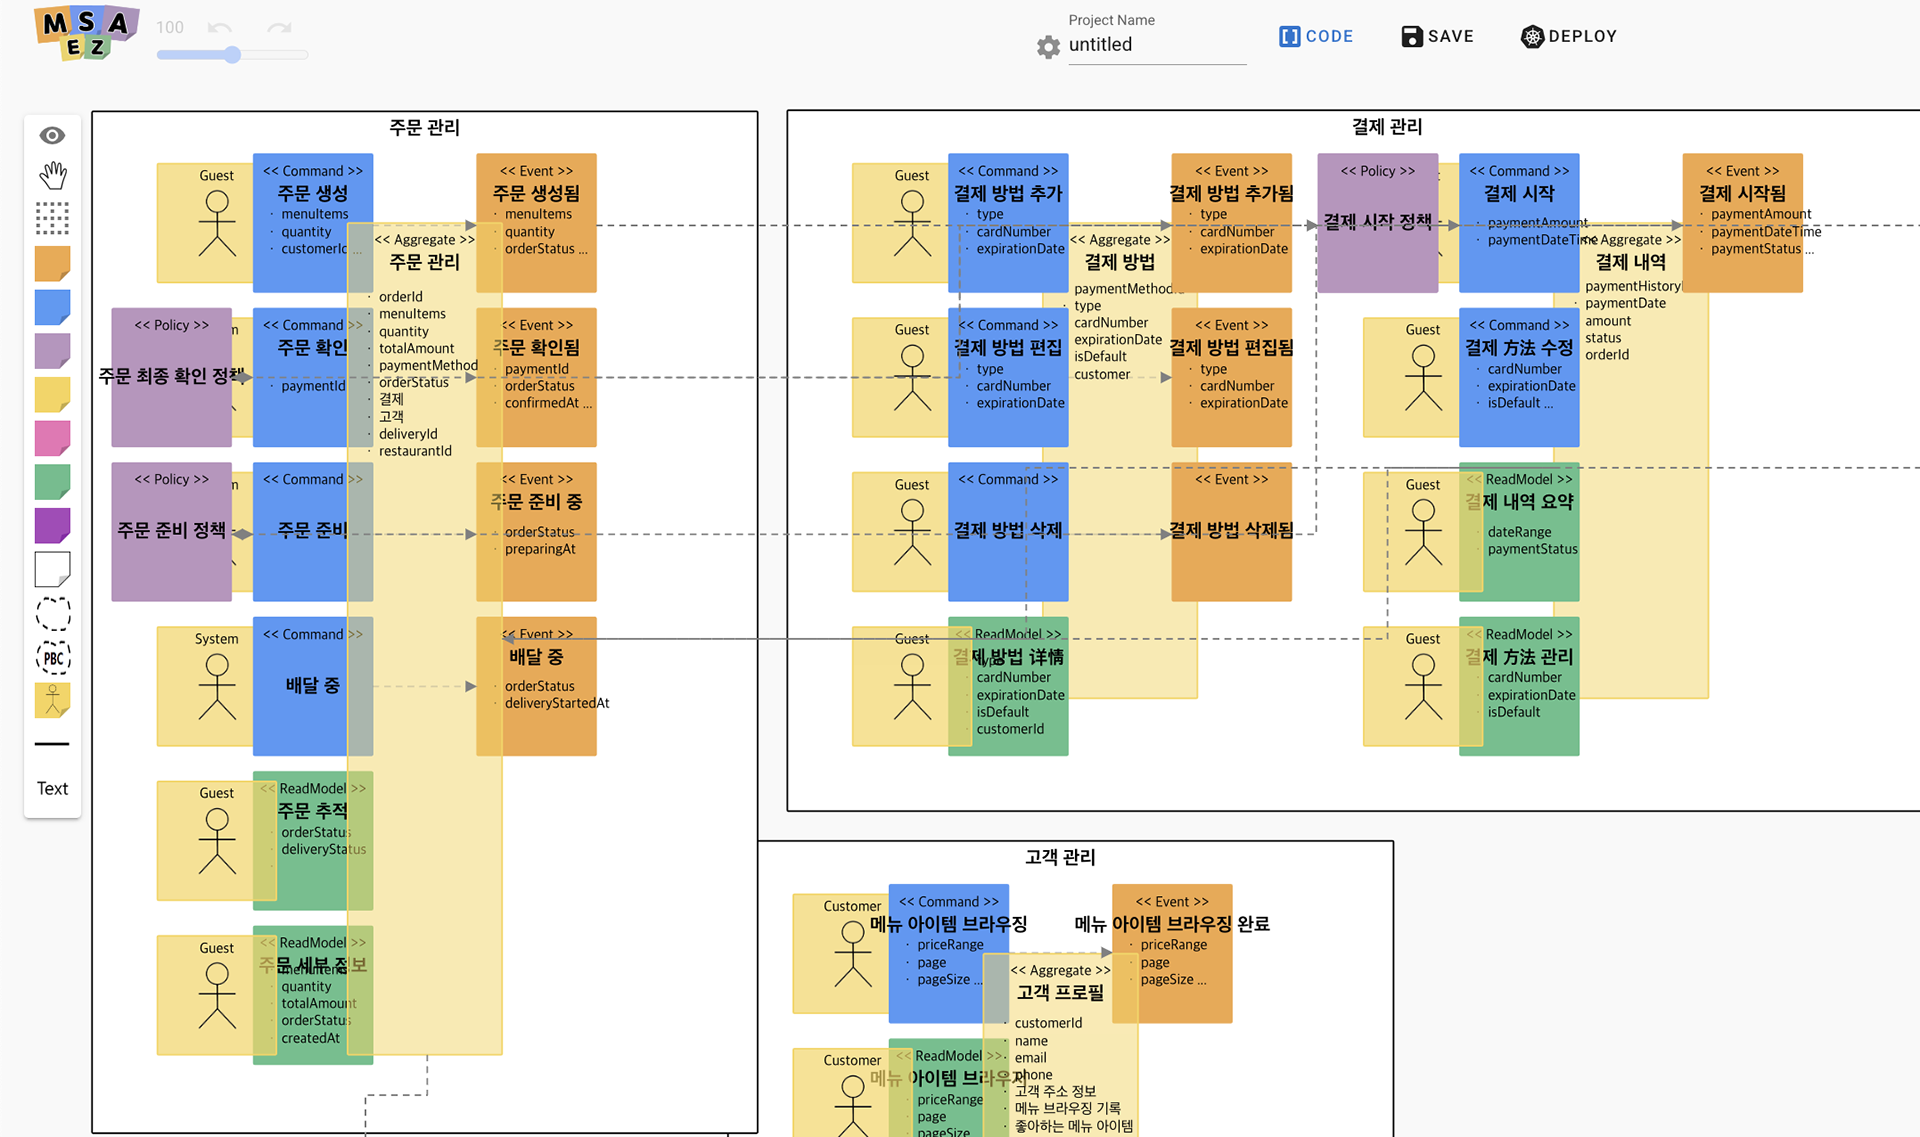 MSA
EZ
100
Project Name
untitled
CODE
SAVE
DEPLOY
PBC
Text
주문 관리
Guest
<< Command >>
주문 생성
menuItems
quantity
customerId ...
<< Event >>
주문 생성됨
menuItems
quantity
orderStatus ...
<< Aggregate >>
주문 관리
orderId
menuItems
quantity
totalAmount
paymentMethod
orderStatus
결제
고객
deliveryId
restaurantId
<< Policy >>
주문 최종 확인 정책
<< Command >>
주문 확인
paymentId
<< Event >>
주문 확인됨
paymentId
orderStatus
confirmedAt ...
<< Policy >>
주문 준비 정책
<< Command >>
주문 준비
<< Event >>
주문 준비 중
orderStatus
preparingAt
System
<< Command >>
배달 중
<< Event >>
배달 중
orderStatus
deliveryStartedAt
Guest
<< ReadModel >>
주문 추적
orderStatus
deliveryStatus
Guest
<< ReadModel >>
주문 세부 정보
menuItems
quantity
totalAmount
orderStatus
createdAt
결제 관리
Guest
<< Command >>
결제 방법 추가
type
cardNumber
expirationDate
<< Event >>
결제 방법 추가됨
type
cardNumber
expirationDate
<< Aggregate >>
결제 방법
paymentMethod
type
cardNumber
expirationDate
isDefault
customer
Guest
<< Command >>
결제 방법 편집
type
cardNumber
expirationDate
<< Event >>
결제 방법 편집됨
type
cardNumber
expirationDate
Guest
<< Command >>
결제 방법 삭제
<< Event >>
결제 방법 삭제됨
Guest
<< ReadModel >>
결제 방법 详情
type
cardNumber
expirationDate
isDefault
customerId
<< Policy >>
결제 시작 정책
<< Command >>
결제 시작
paymentAmount
paymentDateTime
<< Event >>
결제 시작됨
paymentAmount
paymentDateTime
paymentStatus ...
<< Aggregate >>
결제 내역
paymentHistoryI
paymentDate
amount
status
orderId
Guest
<< Command >>
결제 方法 수정
cardNumber
expirationDate
isDefault ...
Guest
<< ReadModel >>
결제 내역 요약
dateRange
paymentStatus
Guest
<< ReadModel >>
결제 方法 관리
cardNumber
expirationDate
isDefault
고객 관리
Customer
<< Command >>
메뉴 아이템 브라우징
priceRange
page
pageSize ...
<< Event >>
메뉴 아이템 브라우징 완료
priceRange
page
pageSize ...
<< Aggregate >>
고객 프로필
customerId
name
email
phone
고객 주소 정보
메뉴 브라우징 기록
좋아하는 메뉴 아이템
Customer
<< ReadModel >>
메뉴 아이템 브라우저
priceRange
page
pageSize